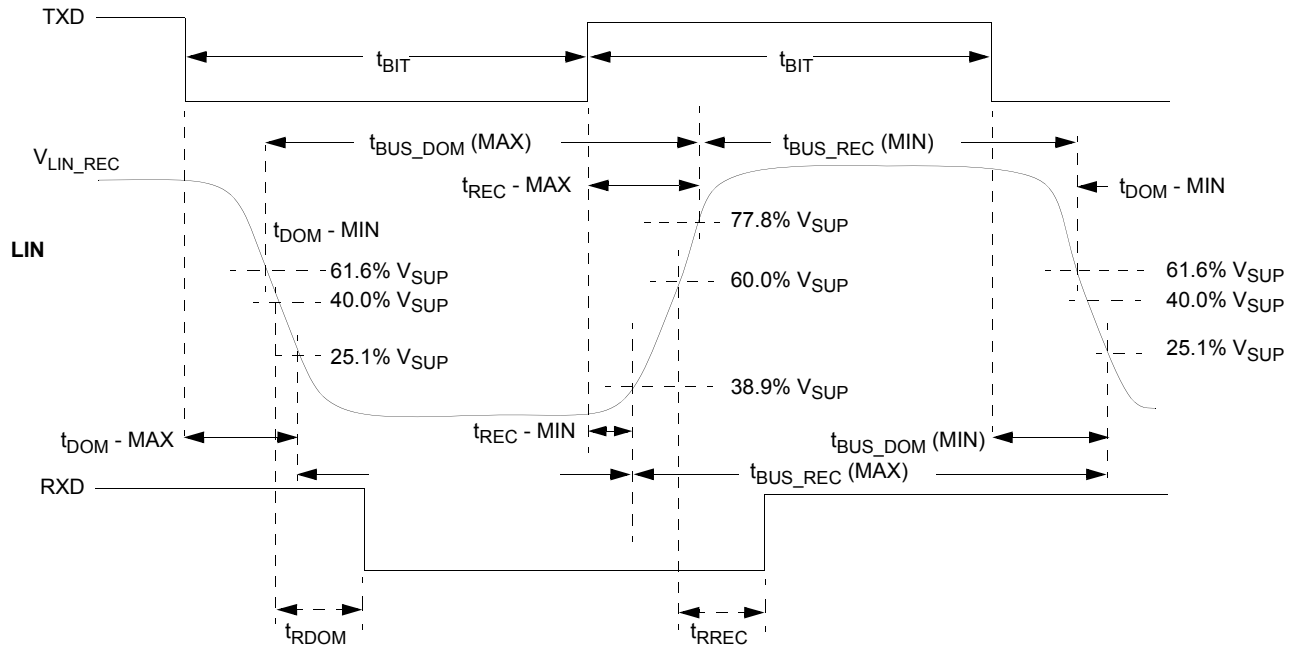 TXD
tBIT tBIT
tBUS_DOM (MAX) tBUS_REC (MIN)
VLIN_REC
tREC - MAX tDOM - MIN
77.8% VSUP
tDOM - MIN
LIN
61.6% VSUP 60.0% VSUP 61.6% VSUP
40.0% VSUP 40.0% VSUP
25.1% VSUP 25.1% VSUP
38.9% VSUP
tDOM - MAX tREC - MIN tBUS_DOM (MIN)
tBUS_REC (MAX)
RXD
tRDOM tRREC